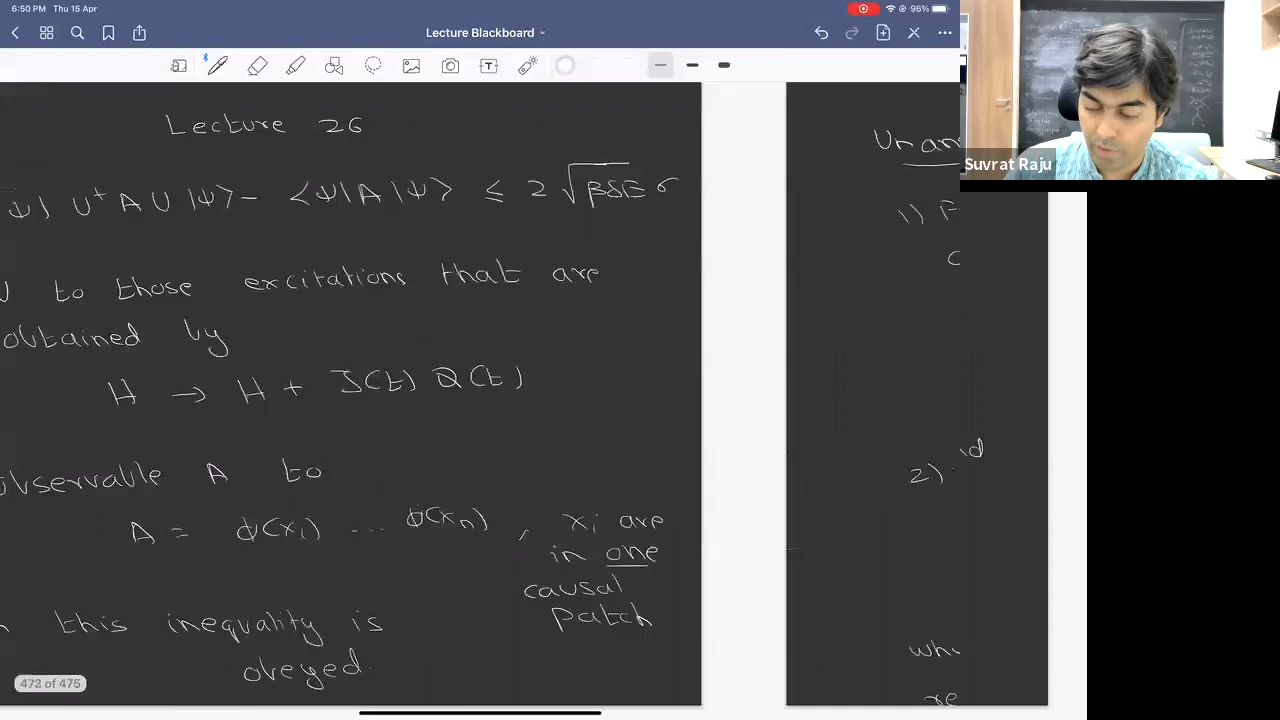 6:50 PM Thu 15 Apr
96%
Lecture Blackboard
Lecture 26
ψ| U⁺ A U |ψ> - <ψ|A|ψ> ≤ 2 √βδE σ
to those excitations that are
obtained by
H → H + J(t) Q(t)
observable A to
A = φ(x₁) ... φ(xₙ) , xi are
in one
causal
patch
this inequality is
obeyed.
472 of 475
1) F
2)
Suvrat Raju